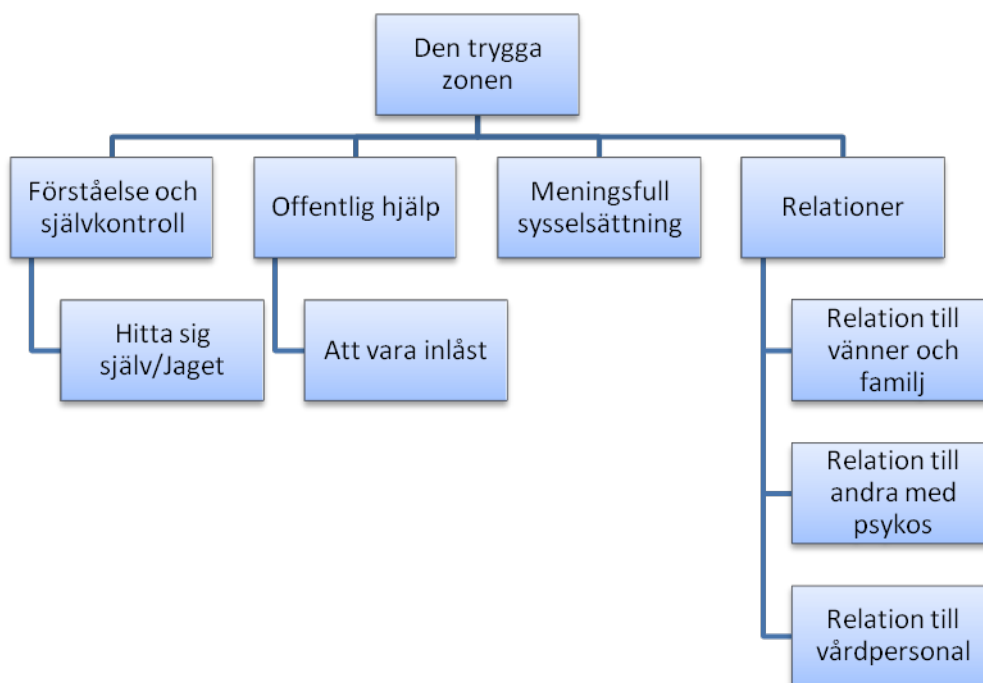 Den trygga
zonen
Förståelse och
självkontroll
Offentlig hjälp
Meningsfull
sysselsättning
Relationer
Hitta sig
själv/Jaget
Att vara inlåst
Relation till
vänner och
familj
Relation till
andra med
psykos
Relation till
vårdpersonal